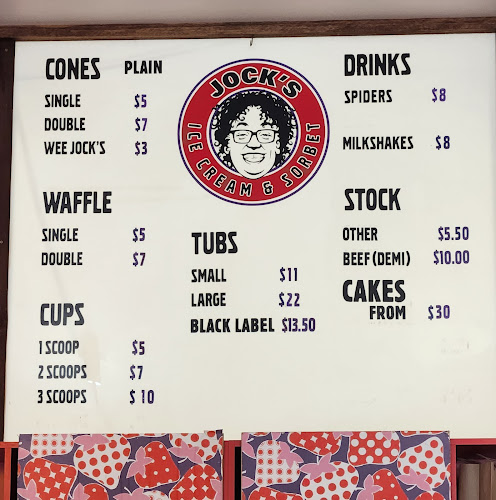 CONES PLAIN
SINGLE $5
DOUBLE $7
WEE JOCK'S $3
WAFFLE
SINGLE $5
DOUBLE $7
CUPS
1 SCOOP $5
2 SCOOPS $7
3 SCOOPS $10
JOCK'S
ICE CREAM & SORBET
TUBS
SMALL $11
LARGE $22
BLACK LABEL $13.50
DRINKS
SPIDERS $8
MILKSHAKES $8
STOCK
OTHER $5.50
BEEF (DEMI) $10.00
CAKES
FROM $30